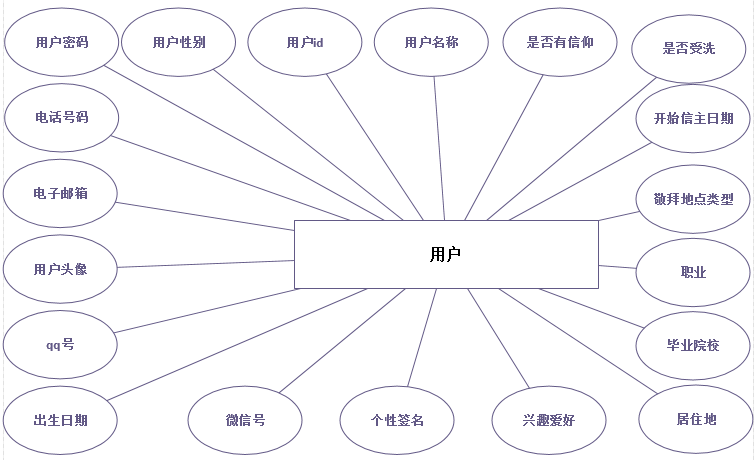 用户密码
用户性别
用户id
用户名称
是否有信仰
是否受洗
电话号码
开始信主日期
电子邮箱
敬拜地点类型
用户
用户头像
职业
qq号
毕业院校
出生日期
微信号
个性签名
兴趣爱好
居住地